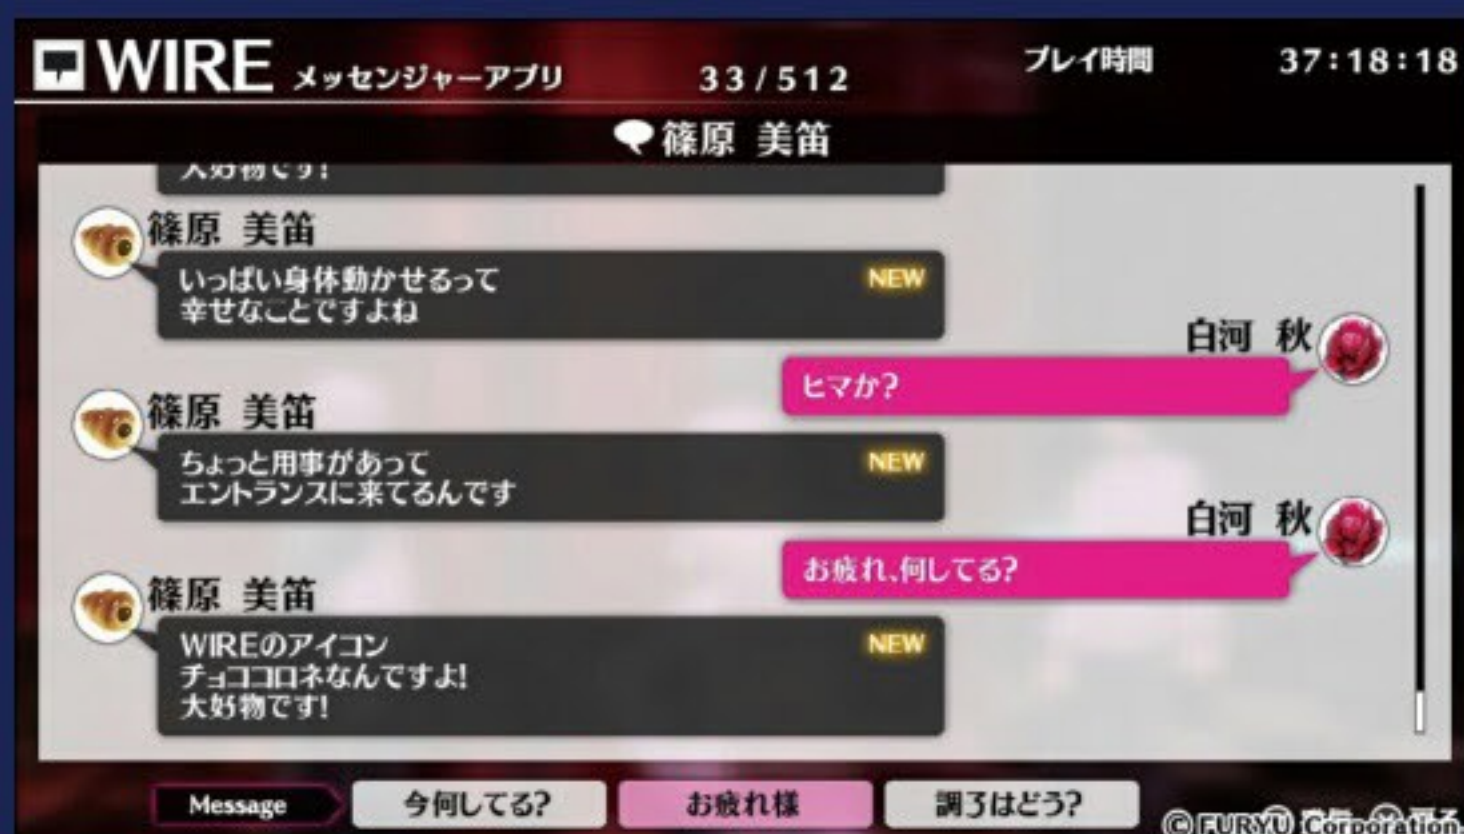 WIRE メッセンジャーアプリ 33/512 プレイ時間 37:18:18
篠原 美笛
大好物です!
篠原 美笛
いっぱい身体動かせるって
幸せなことですよね
NEW
白河 秋
ヒマか?
篠原 美笛
ちょっと用事があって
エントランスに来てるんです
NEW
白河 秋
お疲れ、何してる?
篠原 美笛
WIREのアイコン
チョココロネなんですよ!
大好物です!
NEW
Message 今何してる? お疲れ様 調子はどう?
©FURYU Corporation.